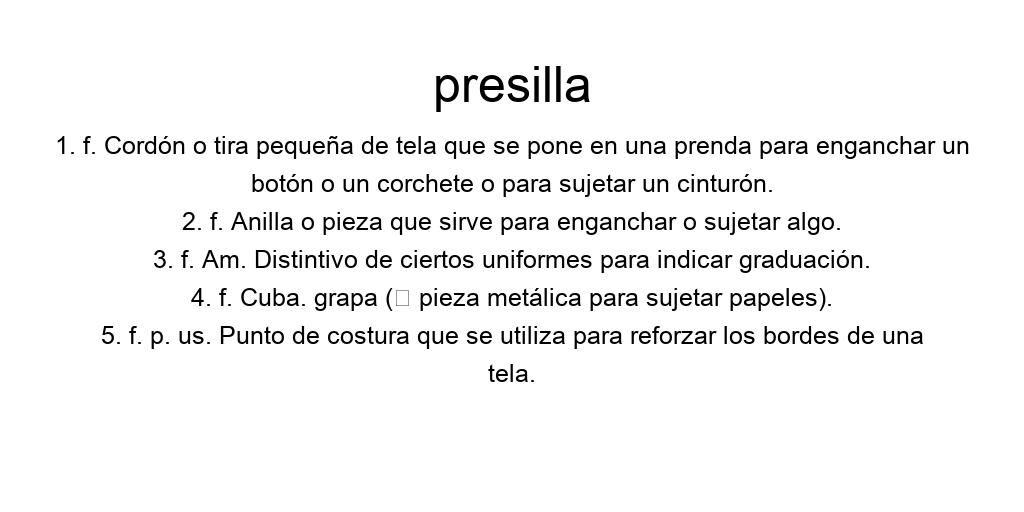 presilla
1. f. Cordón o tira pequeña de tela que se pone en una prenda para enganchar un
botón o un corchete o para sujetar un cinturón.
2. f. Anilla o pieza que sirve para enganchar o sujetar algo.
3. f. Am. Distintivo de ciertos uniformes para indicar graduación.
4. f. Cuba. grapa (□ pieza metálica para sujetar papeles).
5. f. p. us. Punto de costura que se utiliza para reforzar los bordes de una
tela.